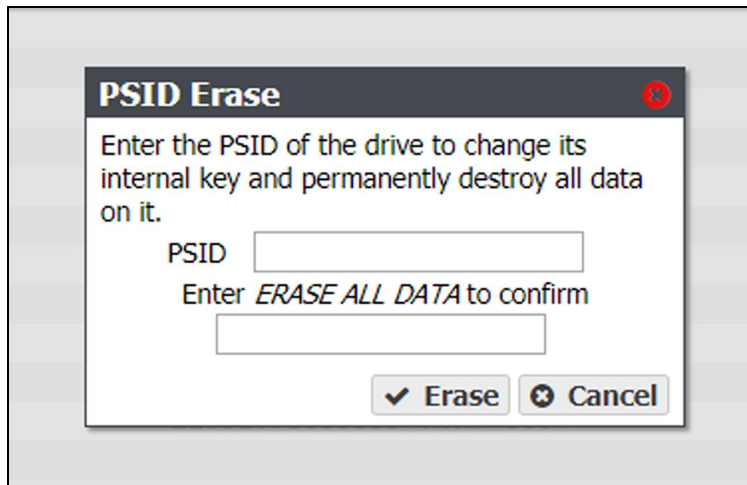 PSID Erase
Enter the PSID of the drive to change its
internal key and permanently destroy all data
on it.
PSID
Enter ERASE ALL DATA to confirm
Erase Cancel